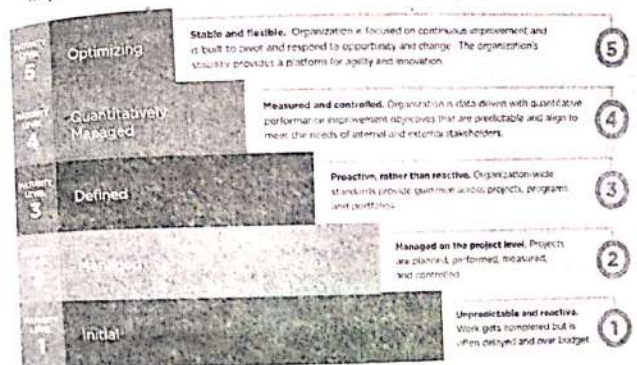 MATURITY LEVEL 5
Optimizing
Stable and flexible. Organization is focused on continuous improvement and
is built to pivot and respond to opportunity and change. The organization's
stability provides a platform for agility and innovation.
5
MATURITY LEVEL 4
Quantitatively
Managed
Measured and controlled. Organization is data driven with quantitative
performance improvement objectives that are predictable and align to
meet the needs of internal and external stakeholders.
4
MATURITY
LEVEL
3
Defined
Proactive, rather than reactive. Organization-wide
standards provide guidance across projects, programs
and portfolios.
3
Managed
Managed on the project level. Projects
are planned, performed, measured,
and controlled.
2
LEVEL
1
Initial
Unpredictable and reactive.
Work gets completed but is
often delayed and over budget.
1